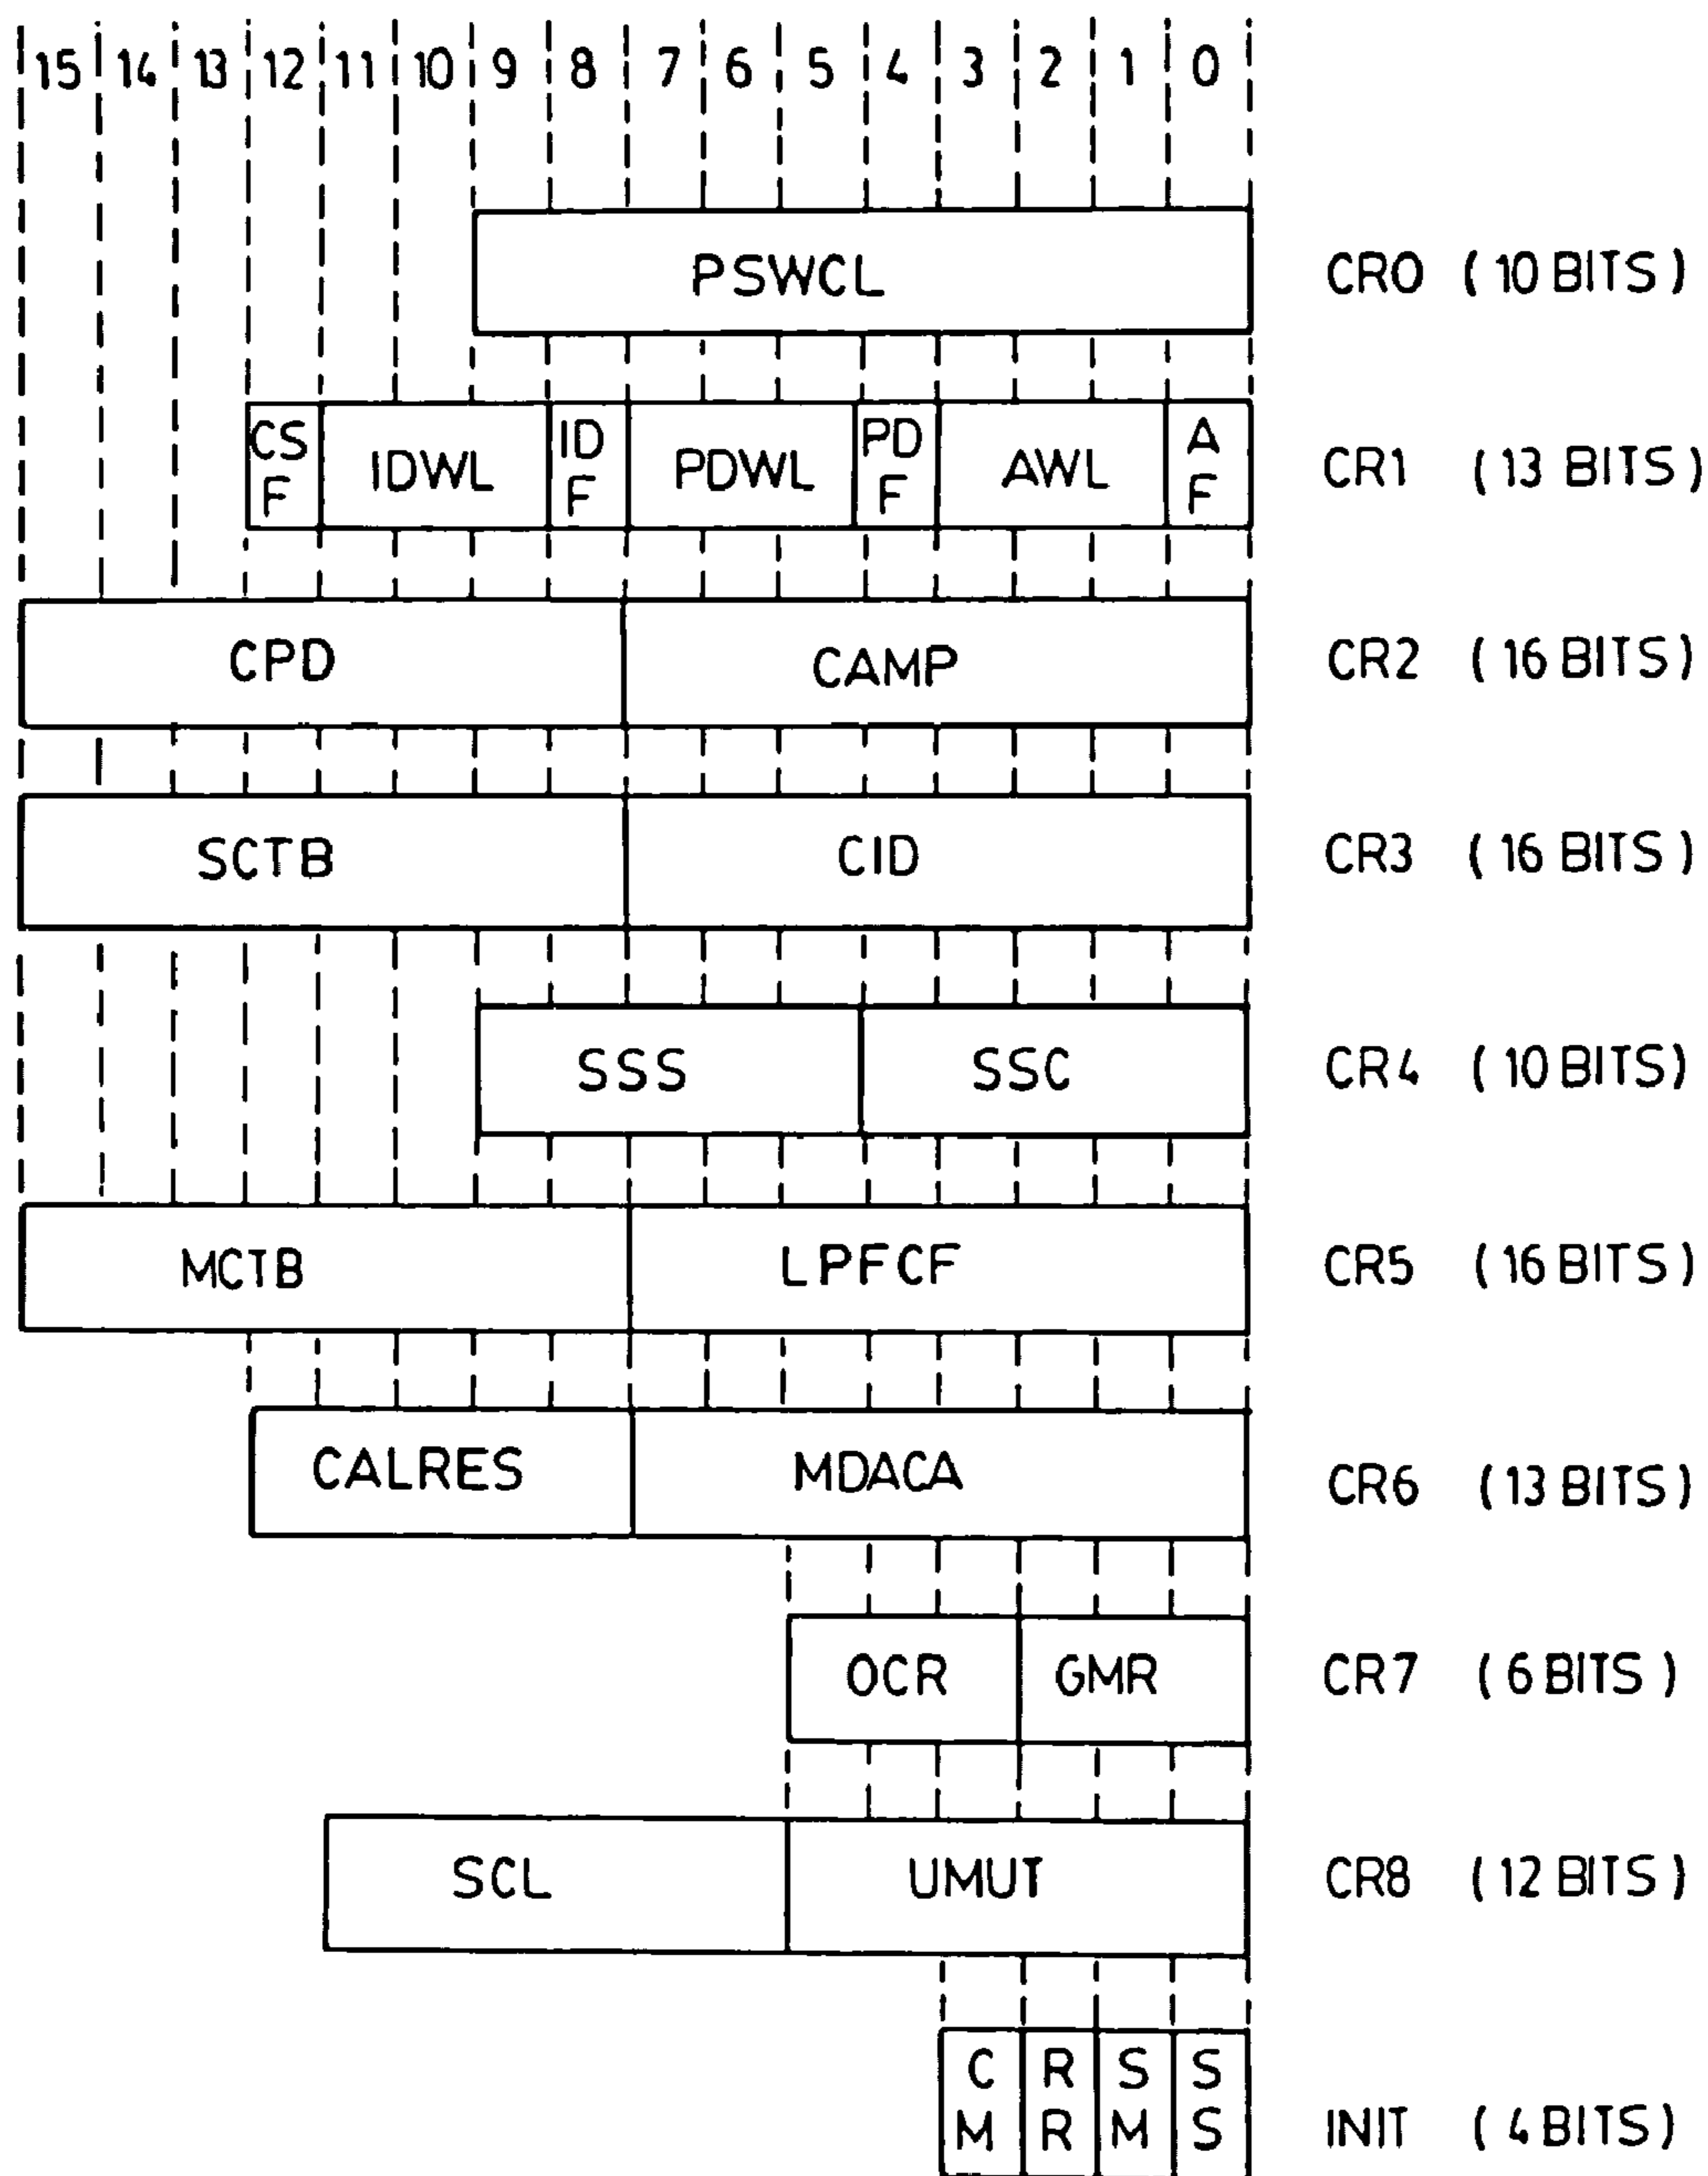 15 14 13 12 11 10 9 8 7 6 5 4 3 2 1 0
PSWCL CR0 (10 BITS)
CS F IDWL ID F PDWL PD F AWL A F CR1 (13 BITS)
CPD CAMP CR2 (16 BITS)
SCTB CID CR3 (16 BITS)
SSS SSC CR4 (10 BITS)
MCTB LPFCF CR5 (16 BITS)
CALRES MDACA CR6 (13 BITS)
OCR GMR CR7 (6 BITS)
SCL UMUT CR8 (12 BITS)
C M R R S M S S INIT (4 BITS)